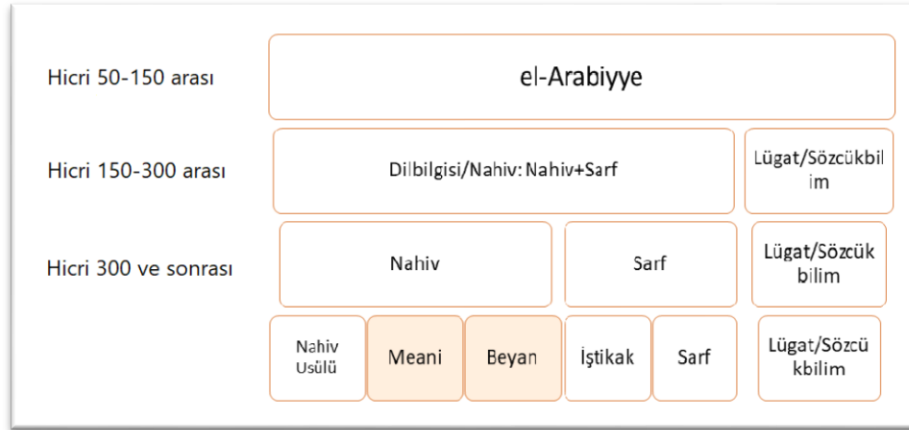 Hicri 50-150 arası
el-Arabiyye
Hicri 150-300 arası
Dilbilgisi/Nahiv: Nahiv+Sarf
Lügat/Sözcükbil
im
Hicri 300 ve sonrası
Nahiv
Sarf
Lügat/Sözcük
bilim
Nahiv
Usülü
Meani
Beyan
İştikak
Sarf
Lügat/Sözcü
kbilim